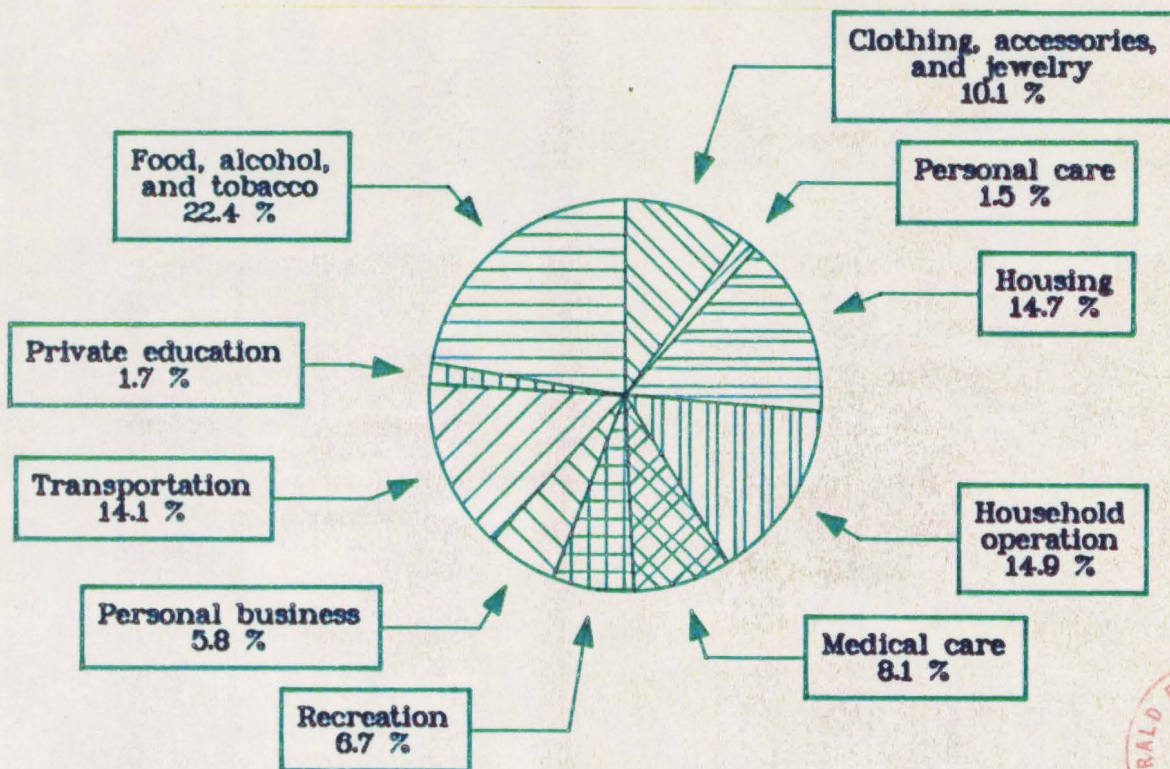 Clothing, accessories,
and jewelry
10.1 %
Food, alcohol,
and tobacco
22.4 %
Personal care
1.5 %
Housing
14.7 %
Private education
1.7 %
Transportation
14.1 %
Household
operation
14.9 %
Personal business
5.8 %
Medical care
8.1 %
Recreation
6.7 %
RALD